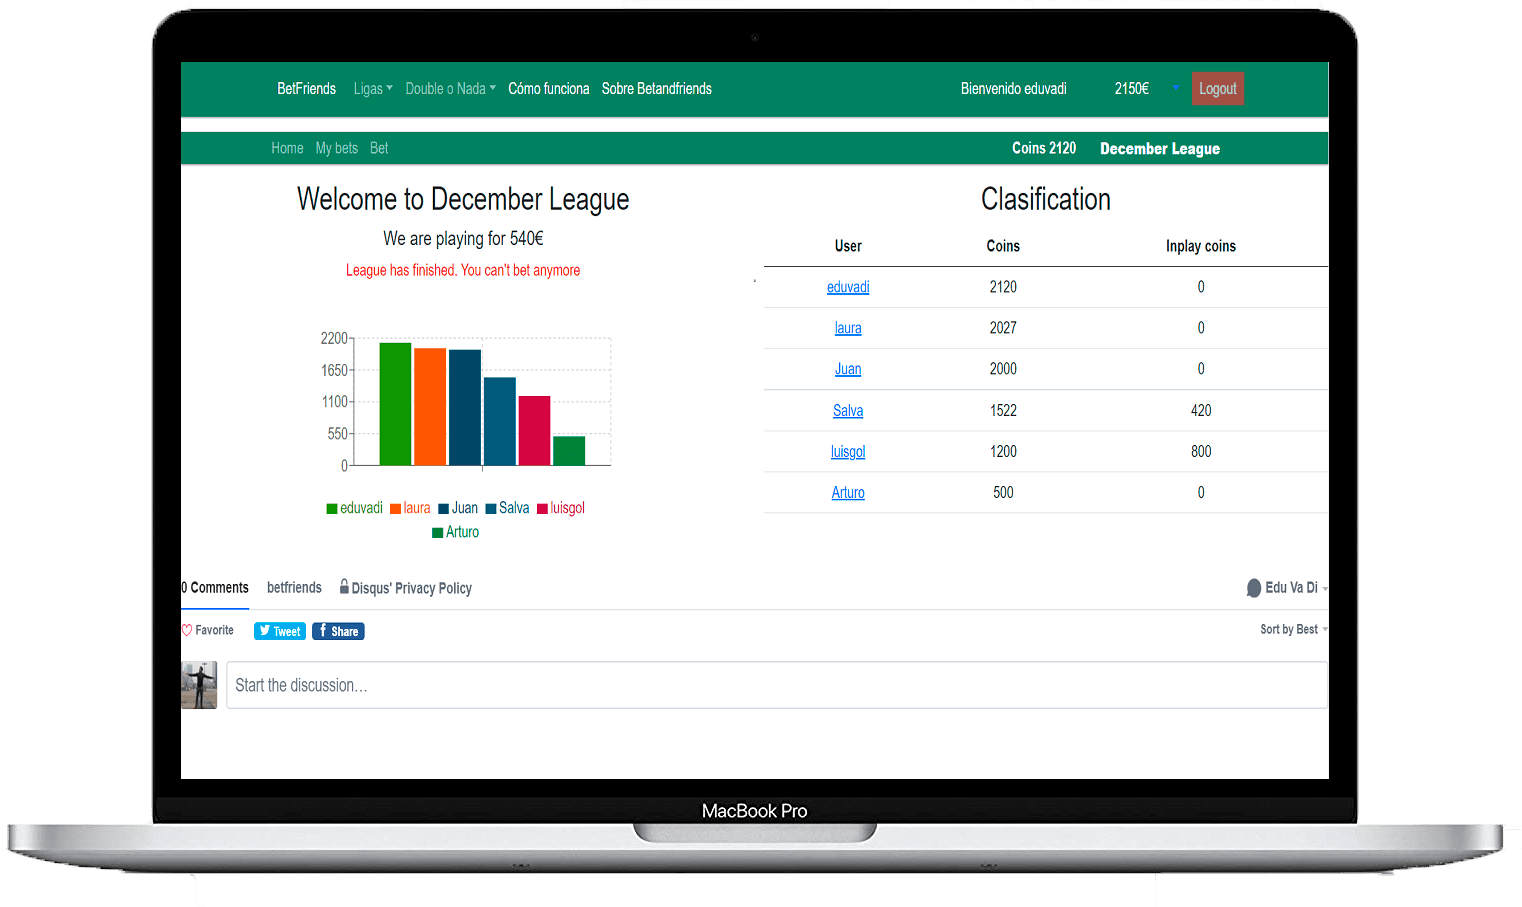 BetFriends Ligas Double o Nada Cómo funciona Sobre Betandfriends Bienvenido eduvadi 2150€ Logout
Home My bets Bet Coins 2120 December League
Welcome to December League
We are playing for 540€
League has finished. You can't bet anymore
2200
1650
1100
550
0
eduvadi laura Juan Salva luisgol
Arturo
Clasification
User Coins Inplay coins
eduvadi 2120 0
laura 2027 0
Juan 2000 0
Salva 1522 420
luisgol 1200 800
Arturo 500 0
0 Comments betfriends Disqus' Privacy Policy Edu Va Di
Favorite Tweet f Share Sort by Best
Start the discussion…
MacBook Pro